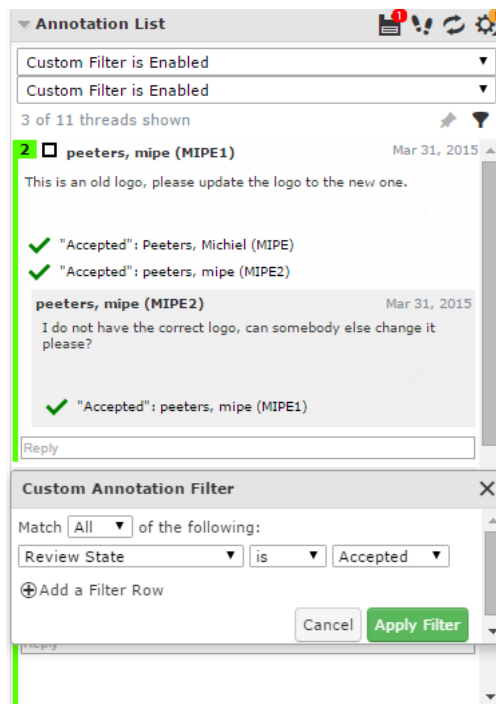 Annotation List
1
Custom Filter is Enabled
Custom Filter is Enabled
3 of 11 threads shown
2 peeters, mipe (MIPE1) Mar 31, 2015
This is an old logo, please update the logo to the new one.
"Accepted": Peeters, Michiel (MIPE)
"Accepted": peeters, mipe (MIPE2)
peeters, mipe (MIPE2) Mar 31, 2015
I do not have the correct logo, can somebody else change it
please?
"Accepted": peeters, mipe (MIPE1)
Reply
Custom Annotation Filter
Match All of the following:
Review State is Accepted
Add a Filter Row
Cancel Apply Filter
Reply